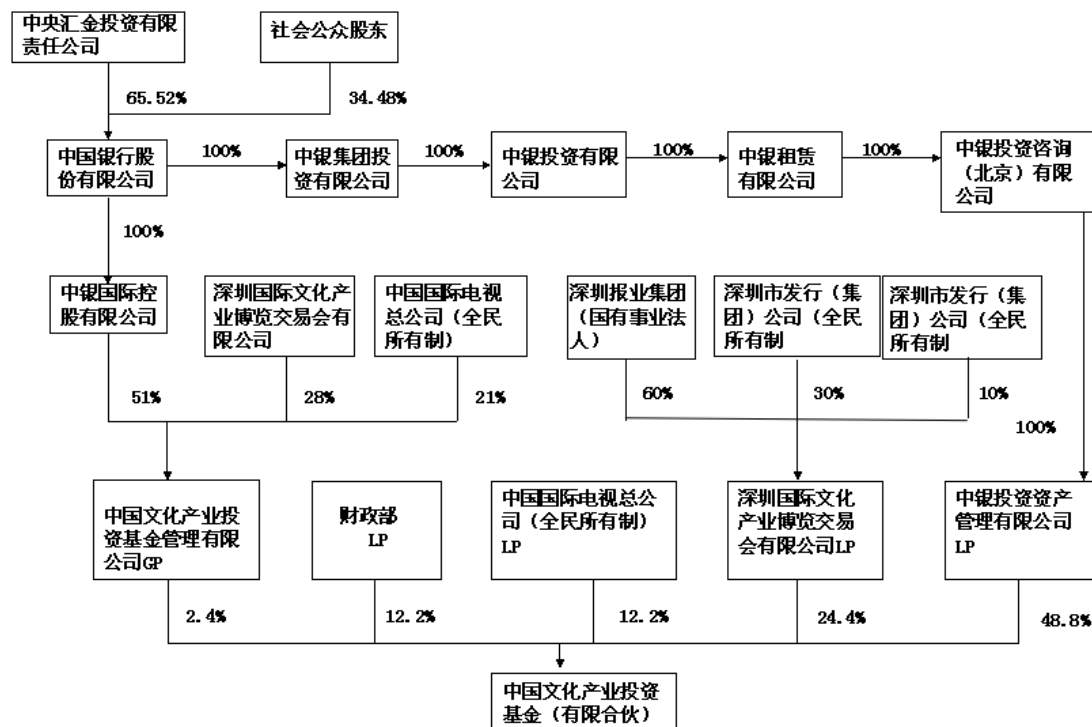 中央汇金投资有限
责任公司
社会公众股东
65.52%
34.48%
中国银行股
份有限公司
100%
中银集团投
资有限公司
100%
中银投资有限
公司
100%
中银租赁
有限公司
100%
中银投资咨询
（北京）有限
公司
100%
中银国际控
股有限公司
深圳国际文化产
业博览交易会有
限公司
中国国际电视
总公司（全民
所有制）
深圳报业集团
（国有事业法
人）
深圳市发行（集
团）公司（全民
所有制
深圳市发行（集
团）公司（全民
所有制
51%
28%
21%
60%
30%
10%
100%
中国文化产业投
资基金管理有限
公司GP
财政部
LP
中国国际电视总公
司（全民所有制）
LP
深圳国际文化
产业博览交易
会有限公司LP
中银投资资产
管理有限公司
LP
2.4%
12.2%
12.2%
24.4%
48.8%
中国文化产业投资
基金（有限合伙）